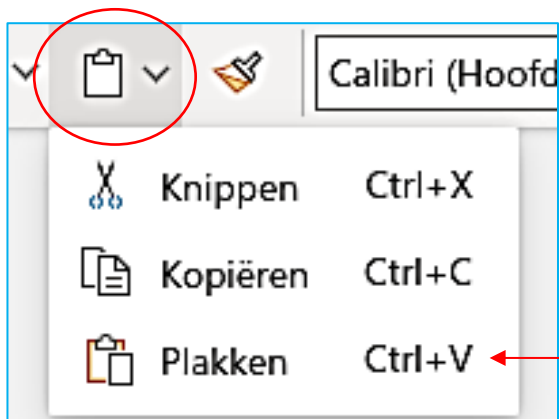 Calibri (Hoofd
Knippen Ctrl+X
Kopiëren Ctrl+C
Plakken Ctrl+V